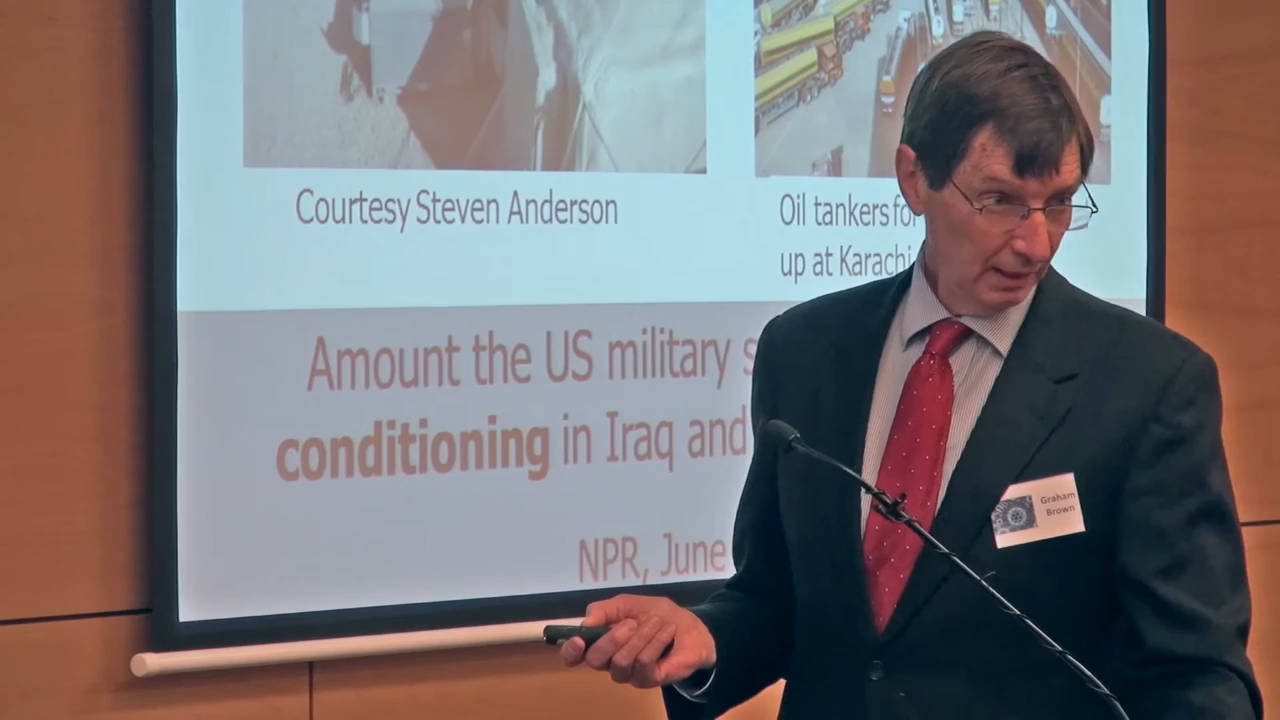 Courtesy Steven Anderson
Oil tankers
up at Karachi
Amount the US military
conditioning in Iraq and
NPR, June
Graham
Brown